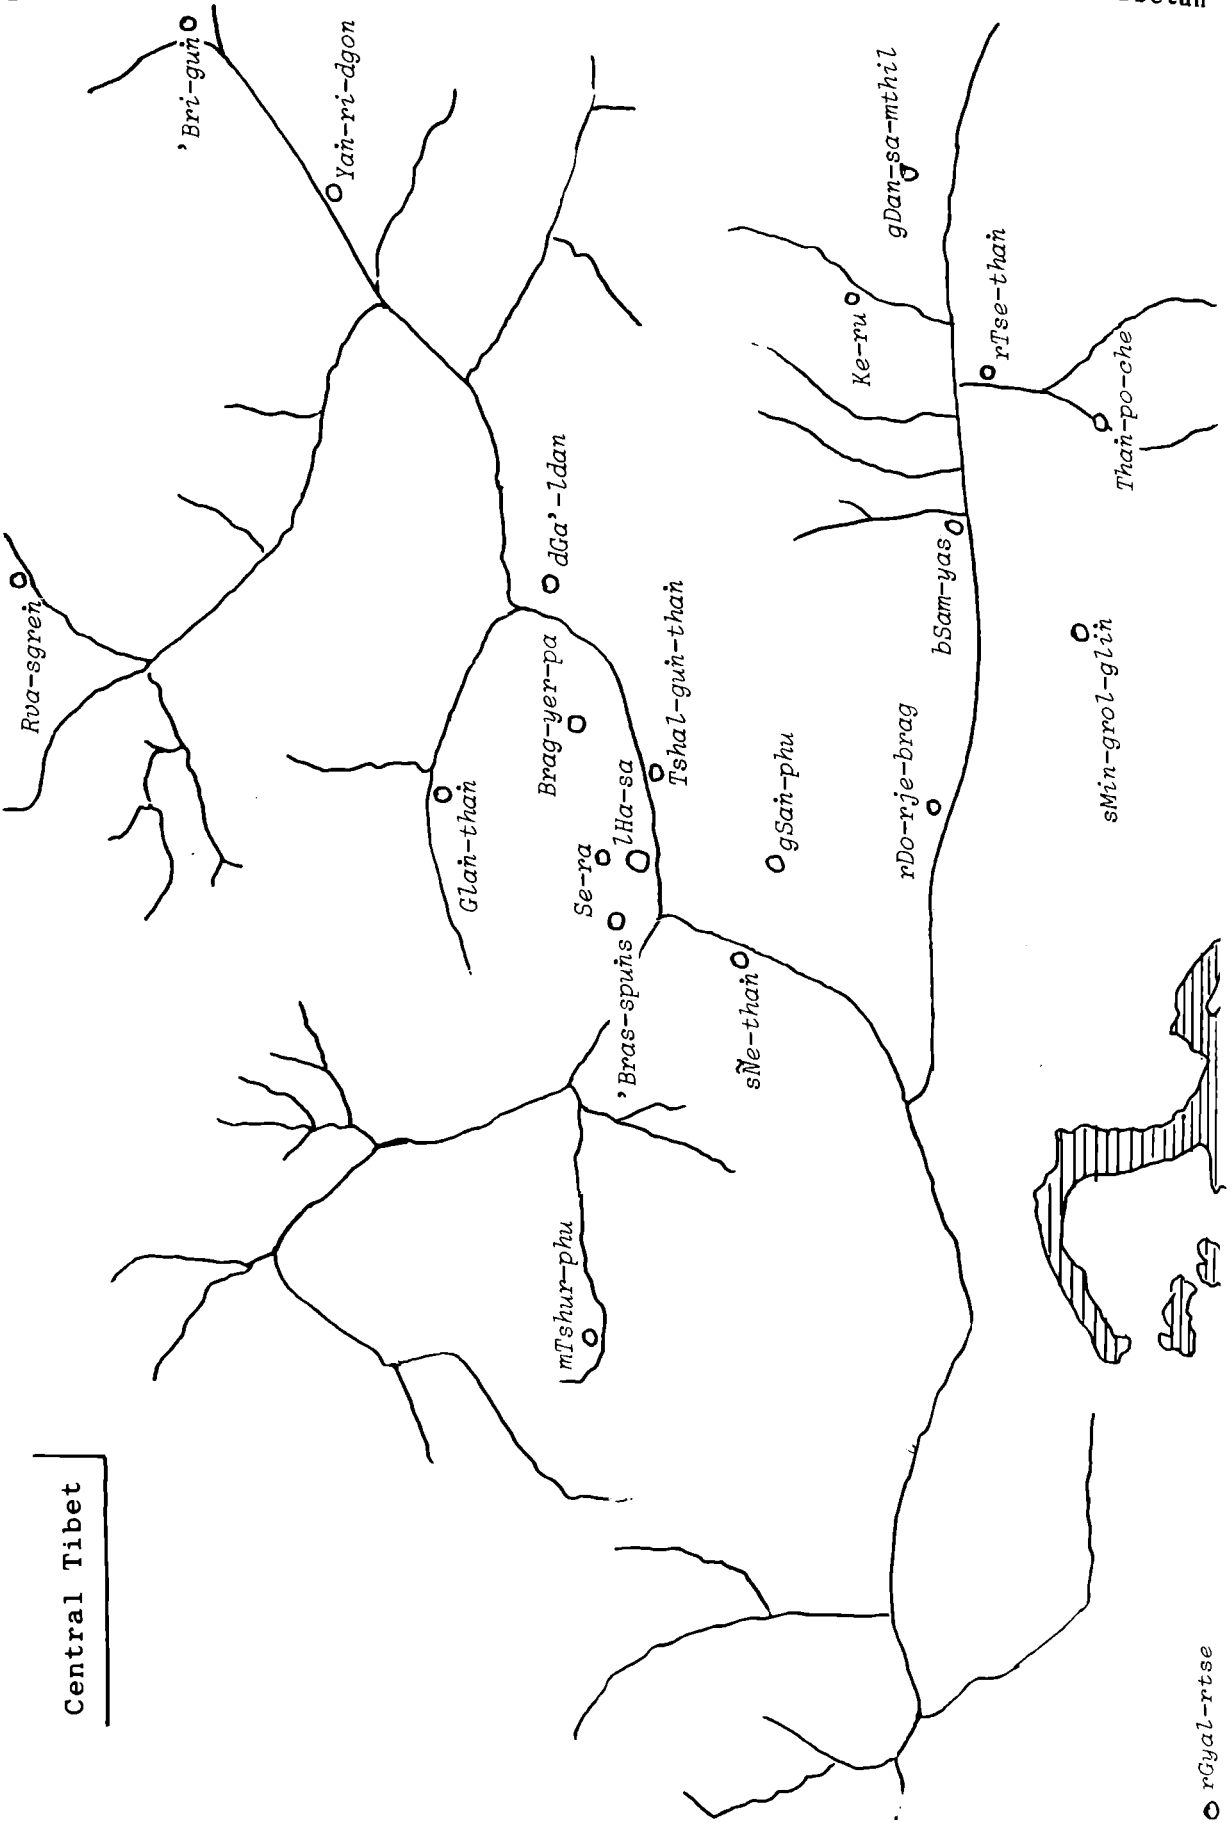 Central Tibet
'Bri-guṅ
Yaṅ-ri-dgon
Rva-sgreṅ
dGa'-ldan
Glaṅ-thaṅ
Brag-yer-pa
Tshal-guṅ-thaṅ
Se-ra
lHa-sa
'Bras-spuṅs
sÑe-thaṅ
gSaṅ-phu
mTshur-phu
gDan-sa-mthil
Ke-ru
rTse-thaṅ
Thaṅ-po-che
bSam-yas
rDo-rje-brag
sMin-grol-gliṅ
rGyal-rtse